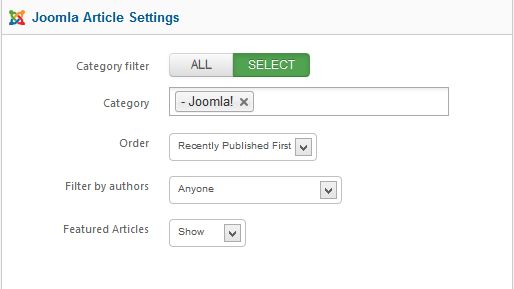 Joomla Article Settings
Category filter ALL SELECT
Category - Joomla! ×
Order Recently Published First
Filter by authors Anyone
Featured Articles Show